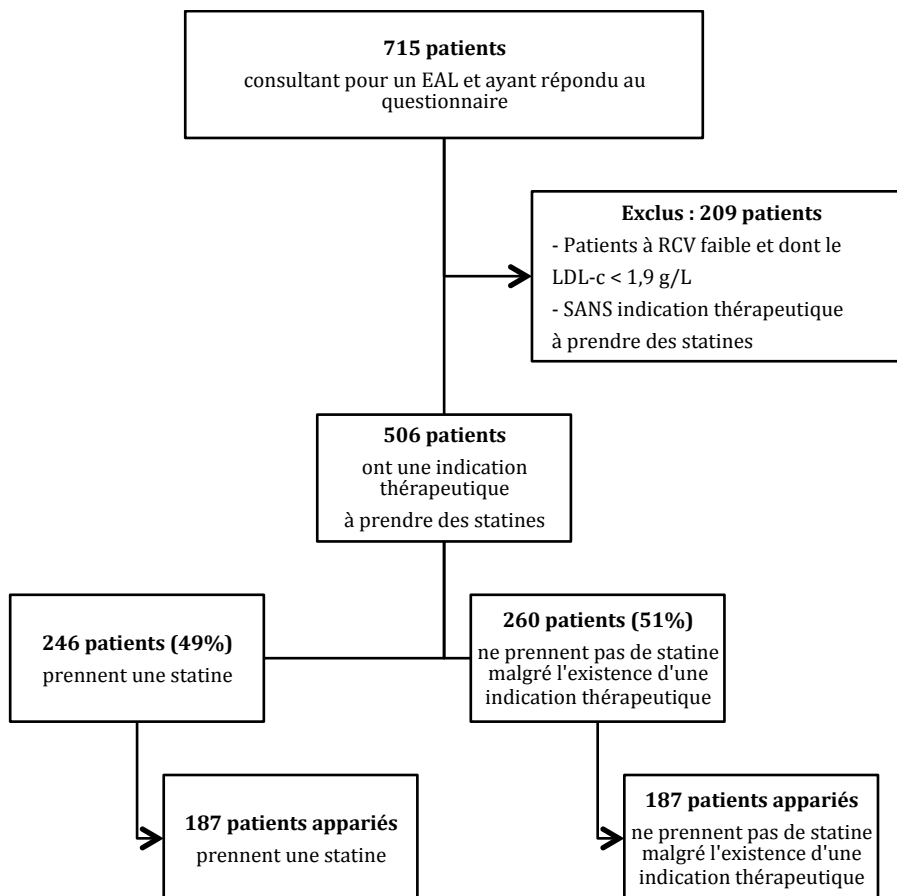 715 patients
consultant pour un EAL et ayant répondu au
questionnaire
Exclus : 209 patients
- Patients à RCV faible et dont le
LDL-c < 1,9 g/L
- SANS indication thérapeutique
à prendre des statines
506 patients
ont une indication
thérapeutique
à prendre des statines
246 patients (49%)
prennent une statine
260 patients (51%)
ne prennent pas de statine
malgré l'existence d'une
indication thérapeutique
187 patients appariés
prennent une statine
187 patients appariés
ne prennent pas de statine
malgré l'existence d'une
indication thérapeutique